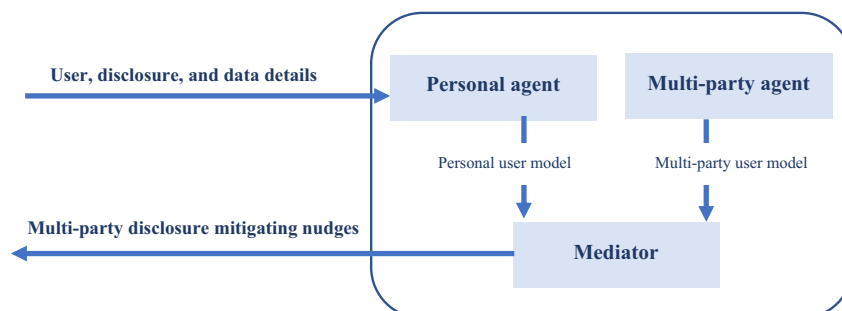 User, disclosure, and data details
Personal agent
Multi-party agent
Personal user model
Multi-party user model
Multi-party disclosure mitigating nudges
Mediator